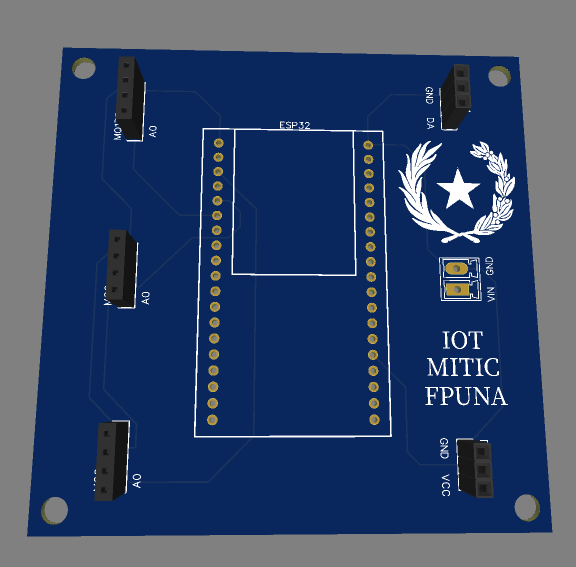 ESP32
GND
DA
A0
GND
VIN
A0
IOT
MITIC
FPUNA
GND
VCC
A0